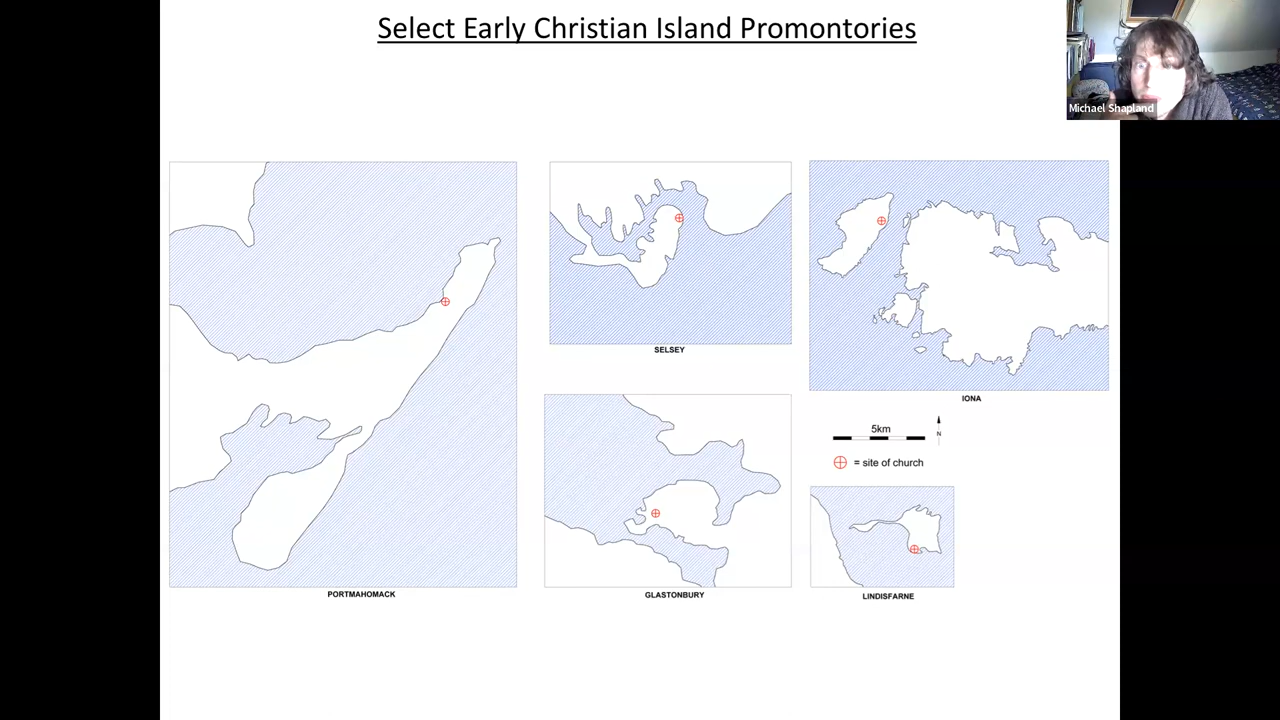 Select Early Christian Island Promontories
Michael Shapland
SELSEY
IONA
5km
N
= site of church
PORTMAHOMACK
GLASTONBURY
LINDISFARNE